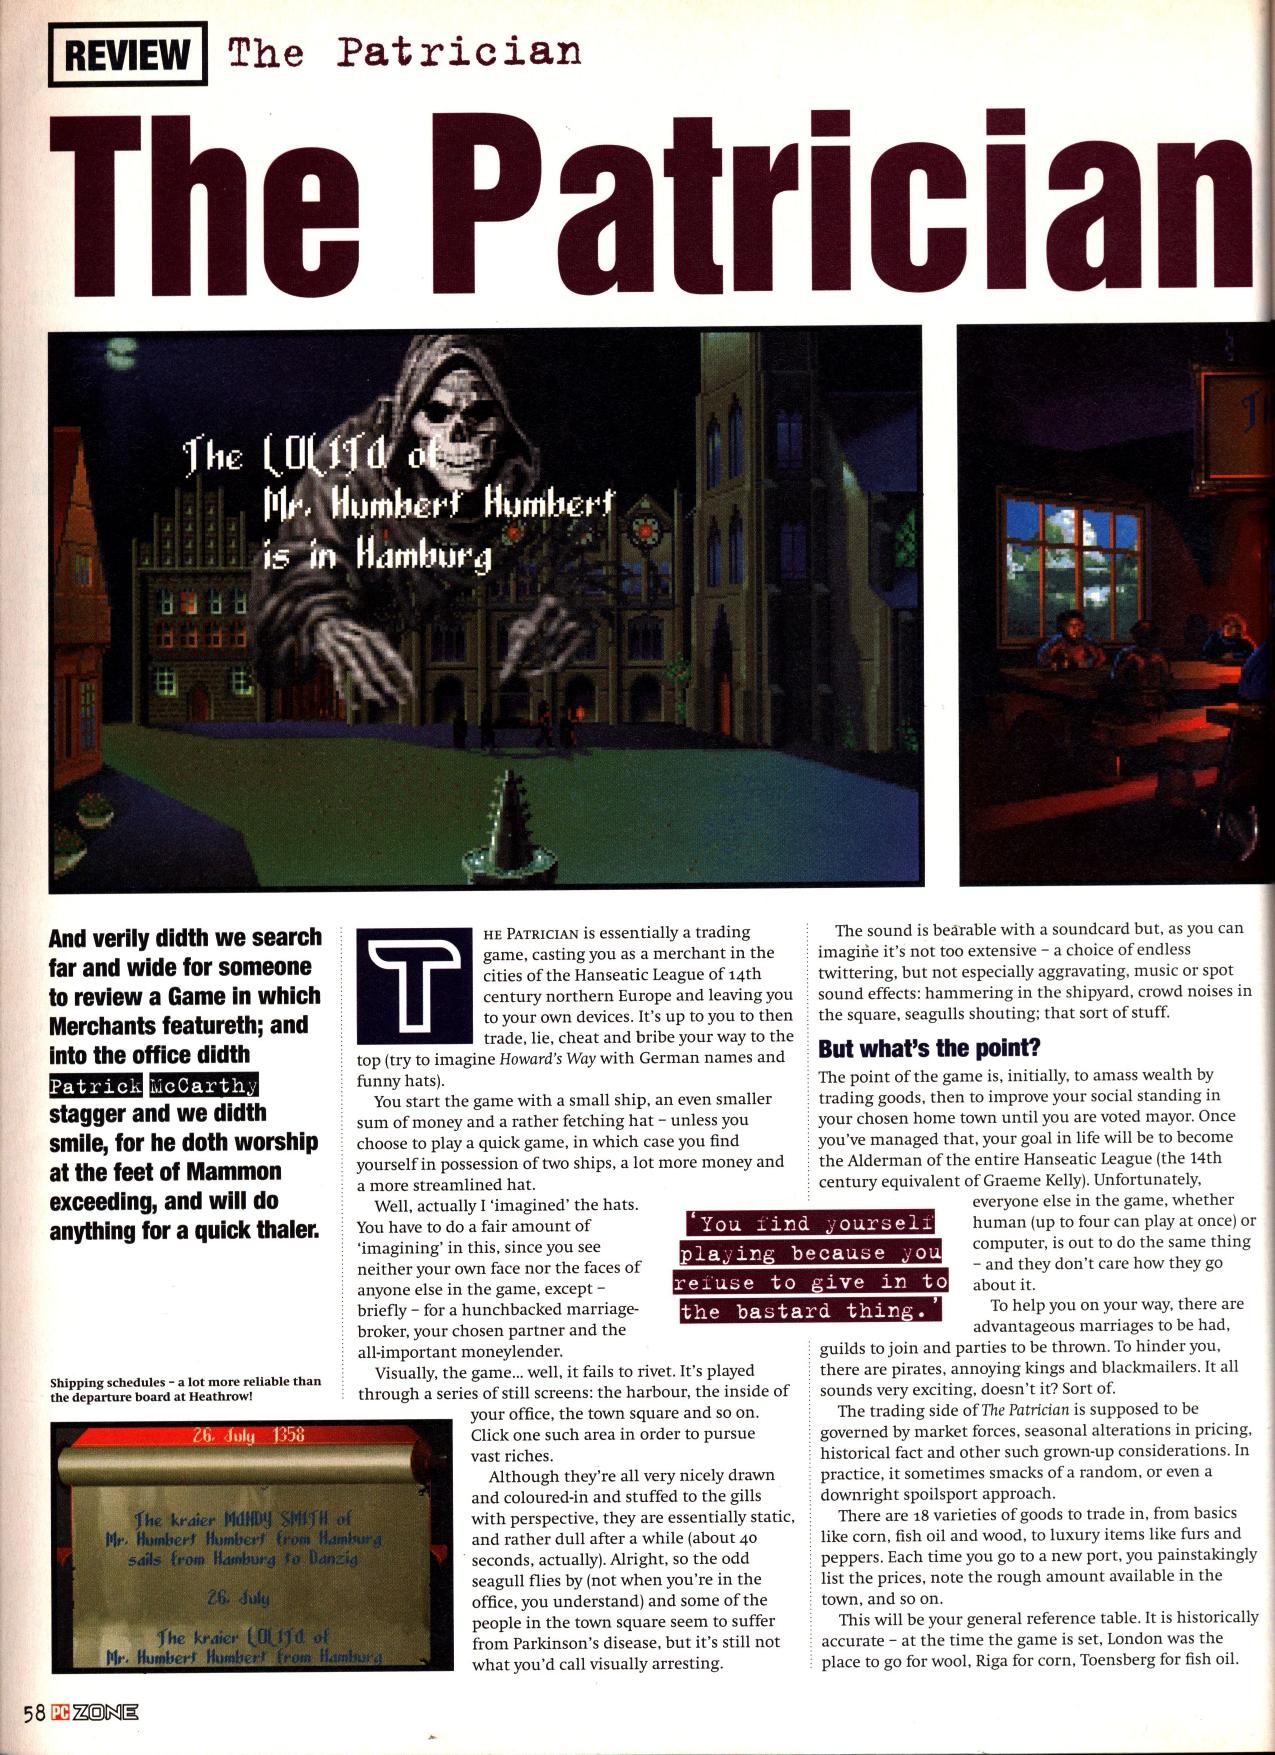 REVIEW The Patrician
The Patrician
The LOLITA of
Mr. Humbert Humbert
is in Hamburg
And verily didth we search
far and wide for someone
to review a Game in which
Merchants featureth; and
into the office didth
Patrick McCarthy
stagger and we didth
smile, for he doth worship
at the feet of Mammon
exceeding, and will do
anything for a quick thaler.
Shipping schedules – a lot more reliable than
the departure board at Heathrow!
26. July 1358
The kraier MANDY SMITH of
Mr. Humbert Humbert from Hamburg
sails from Hamburg to Danzig
26. July
The kraier LOLITA of
Mr. Humbert Humbert from Hamburg
THE PATRICIAN is essentially a trading
game, casting you as a merchant in the
cities of the Hanseatic League of 14th
century northern Europe and leaving you
to your own devices. It's up to you to then
trade, lie, cheat and bribe your way to the
top (try to imagine Howard's Way with German names and
funny hats).
You start the game with a small ship, an even smaller
sum of money and a rather fetching hat – unless you
choose to play a quick game, in which case you find
yourself in possession of two ships, a lot more money and
a more streamlined hat.
Well, actually I 'imagined' the hats.
You have to do a fair amount of
'imagining' in this, since you see
neither your own face nor the faces of
anyone else in the game, except –
briefly – for a hunchbacked marriage-
broker, your chosen partner and the
all-important moneylender.
Visually, the game... well, it fails to rivet. It's played
through a series of still screens: the harbour, the inside of
your office, the town square and so on.
Click one such area in order to pursue
vast riches.
Although they're all very nicely drawn
and coloured-in and stuffed to the gills
with perspective, they are essentially static,
and rather dull after a while (about 40
seconds, actually). Alright, so the odd
seagull flies by (not when you're in the
office, you understand) and some of the
people in the town square seem to suffer
from Parkinson's disease, but it's still not
what you'd call visually arresting.
'You find yourself
playing because you
refuse to give in to
the bastard thing.'
The sound is bearable with a soundcard but, as you can
imagine it's not too extensive – a choice of endless
twittering, but not especially aggravating, music or spot
sound effects: hammering in the shipyard, crowd noises in
the square, seagulls shouting; that sort of stuff.
But what's the point?
The point of the game is, initially, to amass wealth by
trading goods, then to improve your social standing in
your chosen home town until you are voted mayor. Once
you've managed that, your goal in life will be to become
the Alderman of the entire Hanseatic League (the 14th
century equivalent of Graeme Kelly). Unfortunately,
everyone else in the game, whether
human (up to four can play at once) or
computer, is out to do the same thing
– and they don't care how they go
about it.
To help you on your way, there are
advantageous marriages to be had,
guilds to join and parties to be thrown. To hinder you,
there are pirates, annoying kings and blackmailers. It all
sounds very exciting, doesn't it? Sort of.
The trading side of The Patrician is supposed to be
governed by market forces, seasonal alterations in pricing,
historical fact and other such grown-up considerations. In
practice, it sometimes smacks of a random, or even a
downright spoilsport approach.
There are 18 varieties of goods to trade in, from basics
like corn, fish oil and wood, to luxury items like furs and
peppers. Each time you go to a new port, you painstakingly
list the prices, note the rough amount available in the
town, and so on.
This will be your general reference table. It is historically
accurate – at the time the game is set, London was the
place to go for wool, Riga for corn, Toensberg for fish oil.
58 PC ZONE